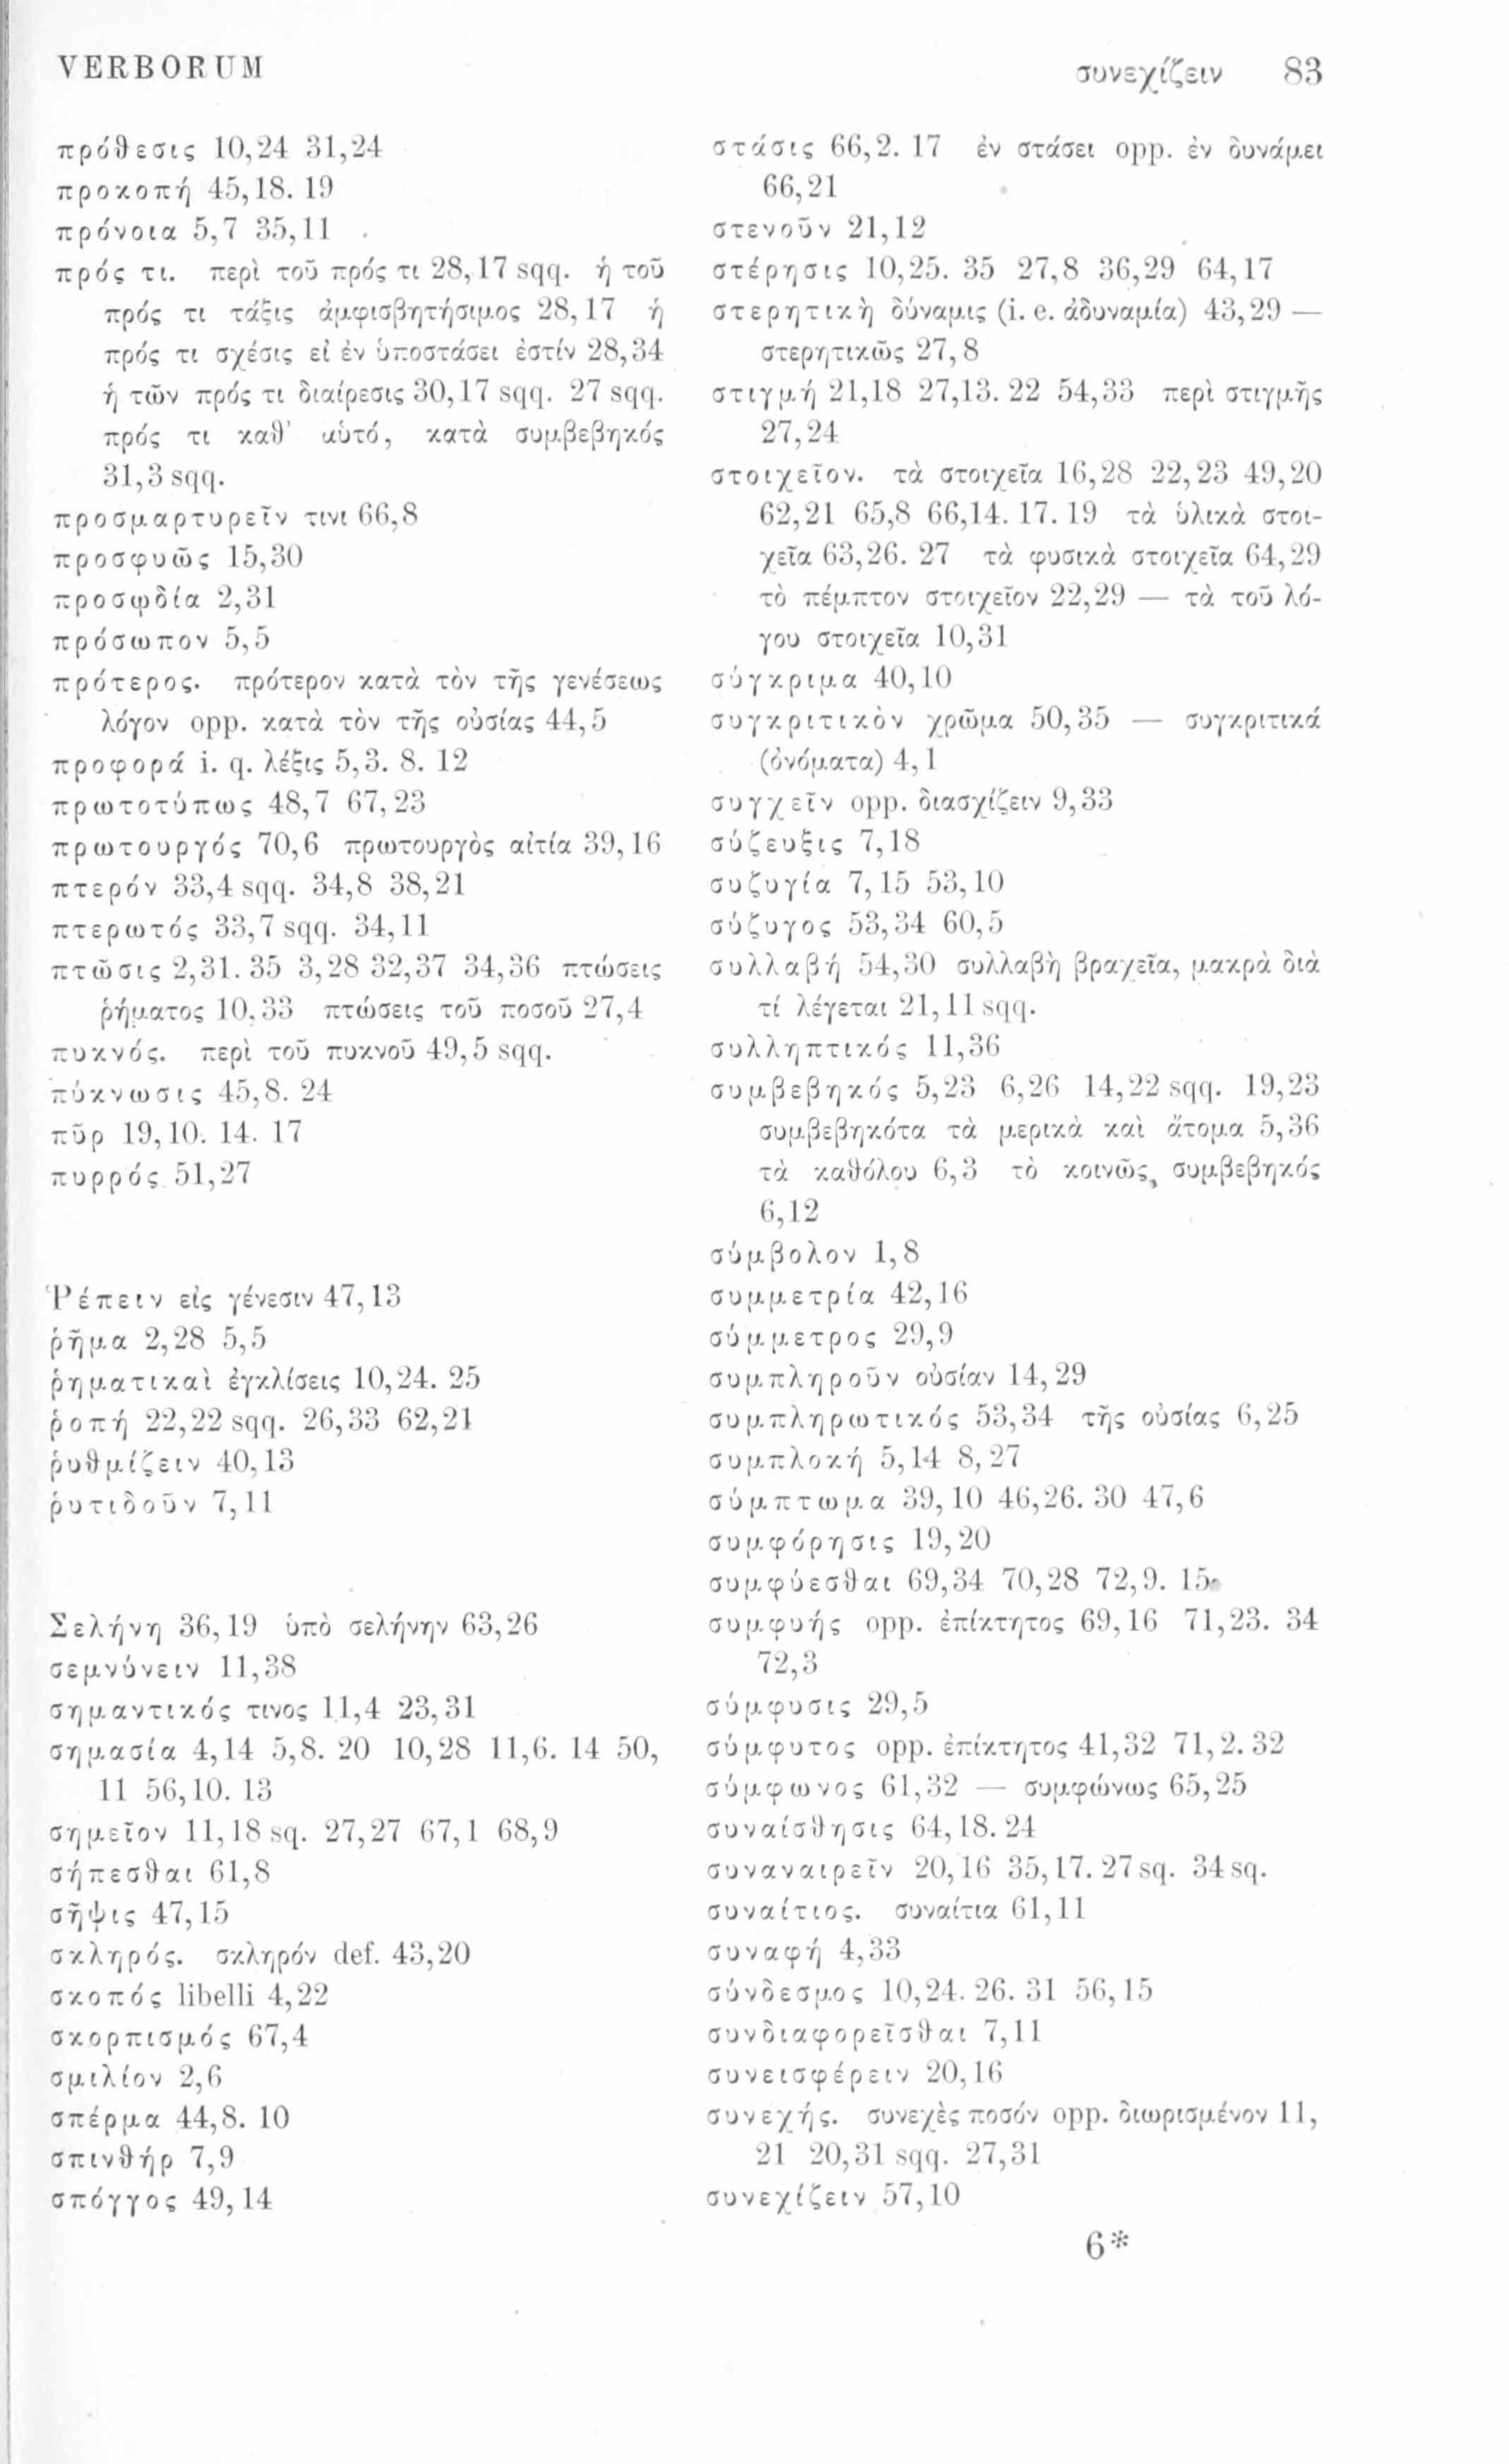 VERBORUM
συνεχίζειν 83
πρόθεσις 10,24 31,24
προκοπή 45,18. 19
πρόνοια 5,7 35,11
πρός τι. περὶ τοῦ πρός τι 28,17 sqq. ἡ τοῦ
πρός τι τάξις ἀμφισβητήσιμος 28,17 ἡ
πρός τι σχέσις εἰ ἐν ὑποστάσει ἐστίν 28,34
ἡ τῶν πρός τι διαίρεσις 30,17 sqq. 27 sqq.
πρός τι καθ’ αὑτό, κατὰ συμβεβηκός
31,3 sqq.
προσμαρτυρεῖν τινι 66,8
προσφυῶς 15,30
προσῳδία 2,31
πρόσωπον 5,5
πρότερος. πρότερον κατὰ τὸν τῆς γενέσεως
λόγον opp. κατὰ τὸν τῆς οὐσίας 44,5
προφορά i. q. λέξις 5,3. 8. 12
πρωτοτύπως 48,7 67,23
πρωτουργός 70,6 πρωτουργὸς αἰτία 39,16
πτερόν 33,4 sqq. 34,8 38,21
πτερωτός 33,7 sqq. 34,11
πτῶσις 2,31. 35 3,28 32,37 34,36 πτώσεις
ῥήματος 10,33 πτώσεις τοῦ ποσοῦ 27,4
πυκνός. περὶ τοῦ πυκνοῦ 49,5 sqq.
πύκνωσις 45,8. 24
πῦρ 19,10. 14. 17
πυρρός 51,27
Ῥέπειν εἰς γένεσιν 47,13
ῥῆμα 2,28 5,5
ῥηματικαὶ ἐγκλίσεις 10,24. 25
ῥοπή 22,22 sqq. 26,33 62,21
ῥυθμίζειν 40,13
ῥυτιδοῦν 7,11
Σελήνη 36,19 ὑπὸ σελήνην 63,26
σεμνύνειν 11,38
σημαντικός τινος 11,4 23,31
σημασία 4,14 5,8. 20 10,28 11,6. 14 50,
11 56,10. 13
σημεῖον 11,18 sq. 27,27 67,1 68,9
σήπεσθαι 61,8
σῆψις 47,15
σκληρός. σκληρόν def. 43,20
σκοπός libelli 4,22
σκορπισμός 67,4
σμιλίον 2,6
σπέρμα 44,8. 10
σπινθήρ 7,9
σπόγγος 49,14
στάσις 66,2. 17 ἐν στάσει opp. ἐν δυνάμει
66,21
στενοῦν 21,12
στέρησις 10,25. 35 27,8 36,29 64,17
στερητικὴ δύναμις (i. e. ἀδυναμία) 43,29 —
στερητικῶς 27,8
στιγμή 21,18 27,13. 22 54,33 περὶ στιγμῆς
27,24
στοιχεῖον. τὰ στοιχεῖα 16,28 22,23 49,20
62,21 65,8 66,14. 17. 19 τὰ ὑλικὰ στοι-
χεῖα 63,26. 27 τὰ φυσικὰ στοιχεῖα 64,29
τὸ πέμπτον στοιχεῖον 22,29 — τὰ τοῦ λό-
γου στοιχεῖα 10,31
σύγκριμα 40,10
συγκριτικὸν χρῶμα 50,35 — συγκριτικά
(ὀνόματα) 4,1
συγχεῖν opp. διασχίζειν 9,33
σύζευξις 7,18
συζυγία 7,15 53,10
σύζυγος 53,34 60,5
συλλαβή 54,30 συλλαβὴ βραχεῖα, μακρὰ διὰ
τί λέγεται 21,11 sqq.
συλληπτικός 11,36
συμβεβηκός 5,23 6,26 14,22 sqq. 19,23
συμβεβηκότα τὰ μερικὰ καὶ ἄτομα 5,36
τὰ καθόλου 6,3 τὸ κοινῶς, συμβεβηκός
6,12
σύμβολον 1,8
συμμετρία 42,16
σύμμετρος 29,9
συμπληροῦν οὐσίαν 14,29
συμπληρωτικός 53,34 τῆς οὐσίας 6,25
συμπλοκή 5,14 8,27
σύμπτωμα 39,10 46,26. 30 47,6
συμφόρησις 19,20
συμφύεσθαι 69,34 70,28 72,9. 15
συμφυής opp. ἐπίκτητος 69,16 71,23. 34
72,3
σύμφυσις 29,5
σύμφυτος opp. ἐπίκτητος 41,32 71,2. 32
σύμφωνος 61,32 — συμφώνως 65,25
συναίσθησις 64,18. 24
συναναιρεῖν 20,16 35,17. 27 sq. 34 sq.
συναίτιος. συναίτια 61,11
συναφή 4,33
σύνδεσμος 10,24. 26. 31 56,15
συνδιαφορεῖσθαι 7,11
συνεισφέρειν 20,16
συνεχής. συνεχὲς ποσόν opp. διωρισμένον 11,
21 20,31 sqq. 27,31
συνεχίζειν 57,10
6*